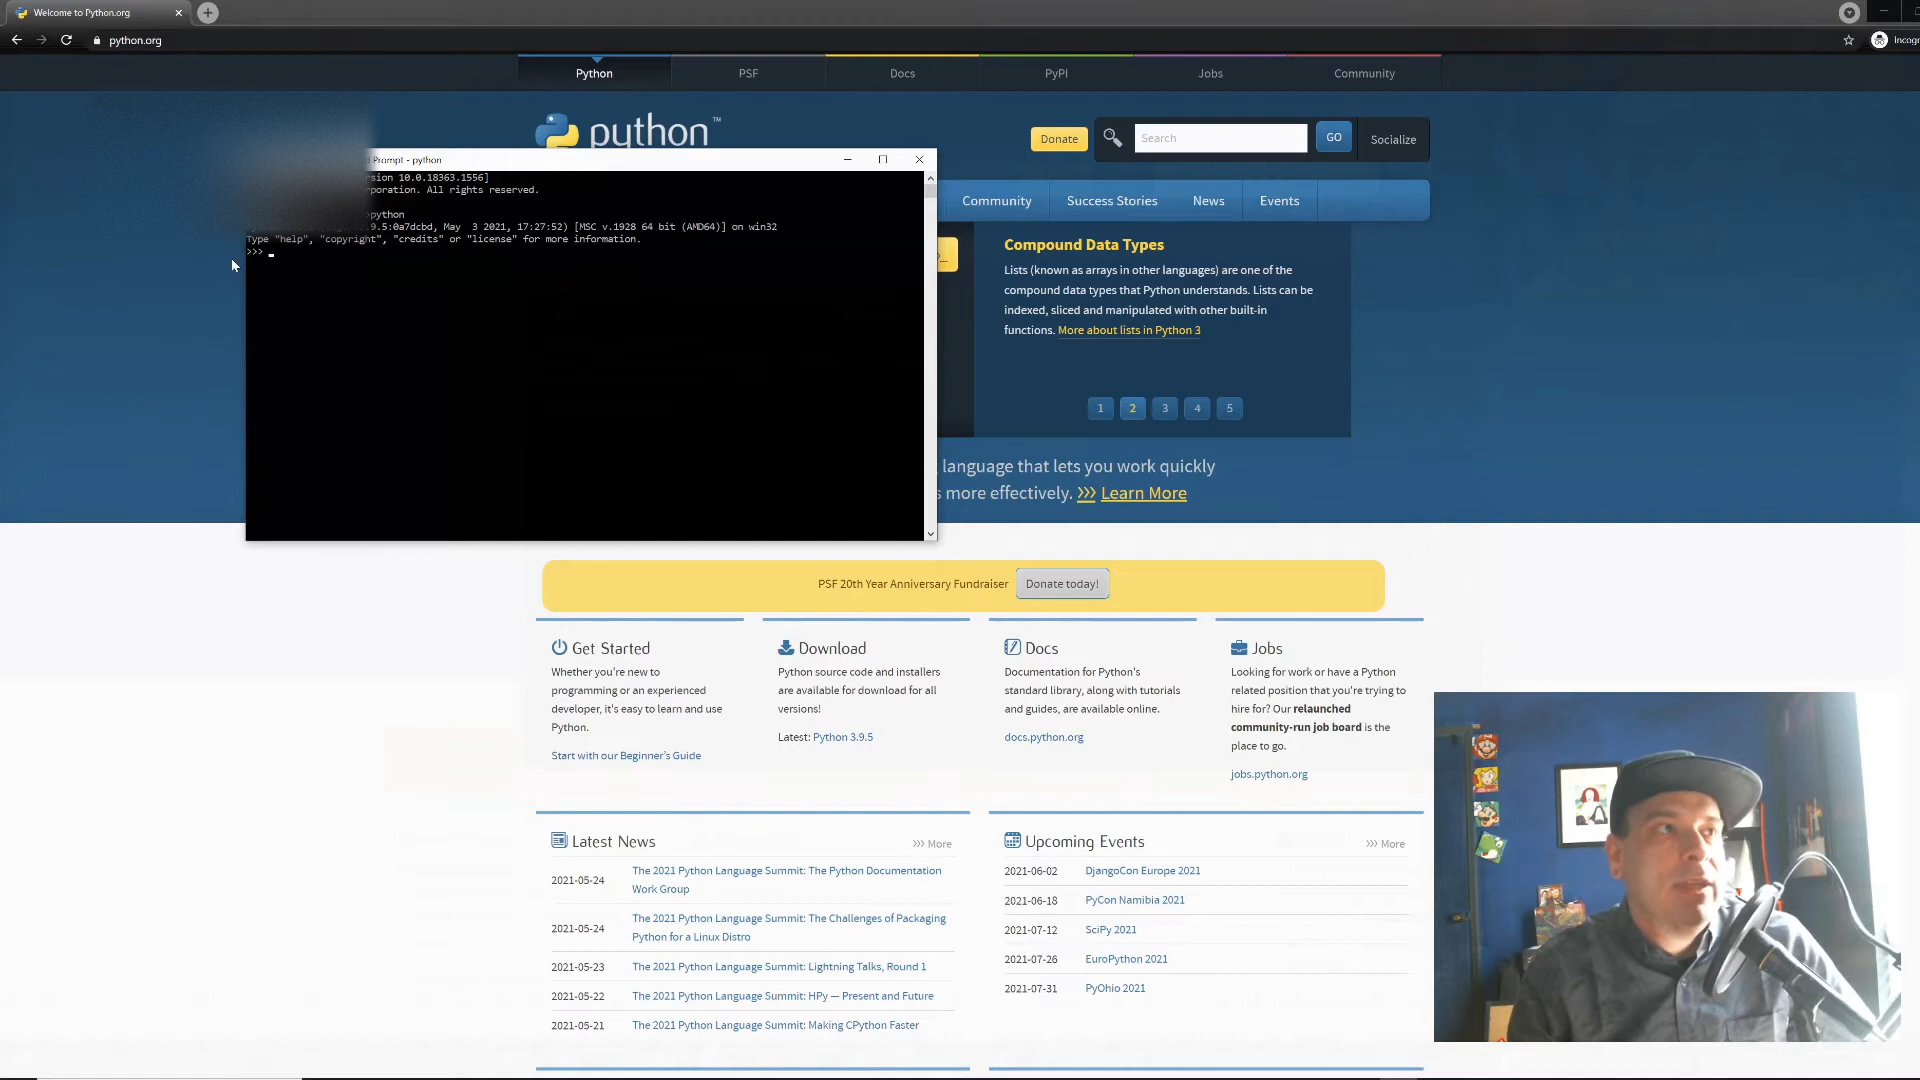 Welcome to Python.org
python.org
Incogn
Python
PSF
Docs
PyPI
Jobs
Community
python™
Donate
Search
GO
Socialize
Prompt - python
rsion 10.0.18363.1556]
rporation. All rights reserved.
>python
.9.5:0a7dcbd, May  3 2021, 17:27:52) [MSC v.1928 64 bit (AMD64)] on win32
Type "help", "copyright", "credits" or "license" for more information.
>>>
Community
Success Stories
News
Events
Compound Data Types
Lists (known as arrays in other languages) are one of the
compound data types that Python understands. Lists can be
indexed, sliced and manipulated with other built-in
functions. More about lists in Python 3
1
2
3
4
5
language that lets you work quickly
s more effectively. >>> Learn More
PSF 20th Year Anniversary Fundraiser
Donate today!
Get Started
Whether you're new to
programming or an experienced
developer, it's easy to learn and use
Python.
Start with our Beginner's Guide
Download
Python source code and installers
are available for download for all
versions!
Latest: Python 3.9.5
Docs
Documentation for Python's
standard library, along with tutorials
and guides, are available online.
docs.python.org
Jobs
Looking for work or have a Python
related position that you're trying to
hire for? Our relaunched
community-run job board is the
place to go.
jobs.python.org
Latest News
>>> More
2021-05-24
The 2021 Python Language Summit: The Python Documentation
Work Group
2021-05-24
The 2021 Python Language Summit: The Challenges of Packaging
Python for a Linux Distro
2021-05-23
The 2021 Python Language Summit: Lightning Talks, Round 1
2021-05-22
The 2021 Python Language Summit: HPy — Present and Future
2021-05-21
The 2021 Python Language Summit: Making CPython Faster
Upcoming Events
>>> More
2021-06-02
DjangoCon Europe 2021
2021-06-18
PyCon Namibia 2021
2021-07-12
SciPy 2021
2021-07-26
EuroPython 2021
2021-07-31
PyOhio 2021